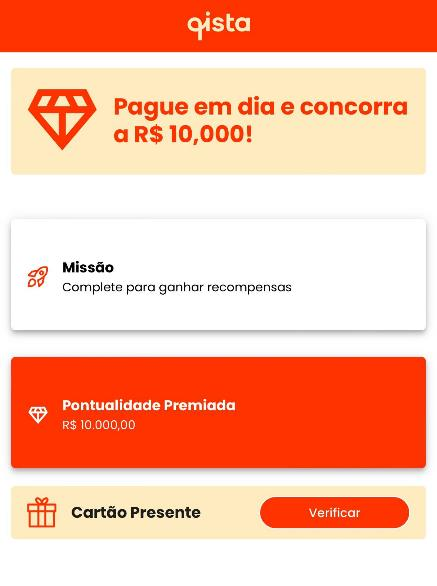 qista
Pague em dia e concorra
a R$ 10,000!
Missão
Complete para ganhar recompensas
Pontualidade Premiada
R$ 10.000,00
Cartão Presente
Verificar